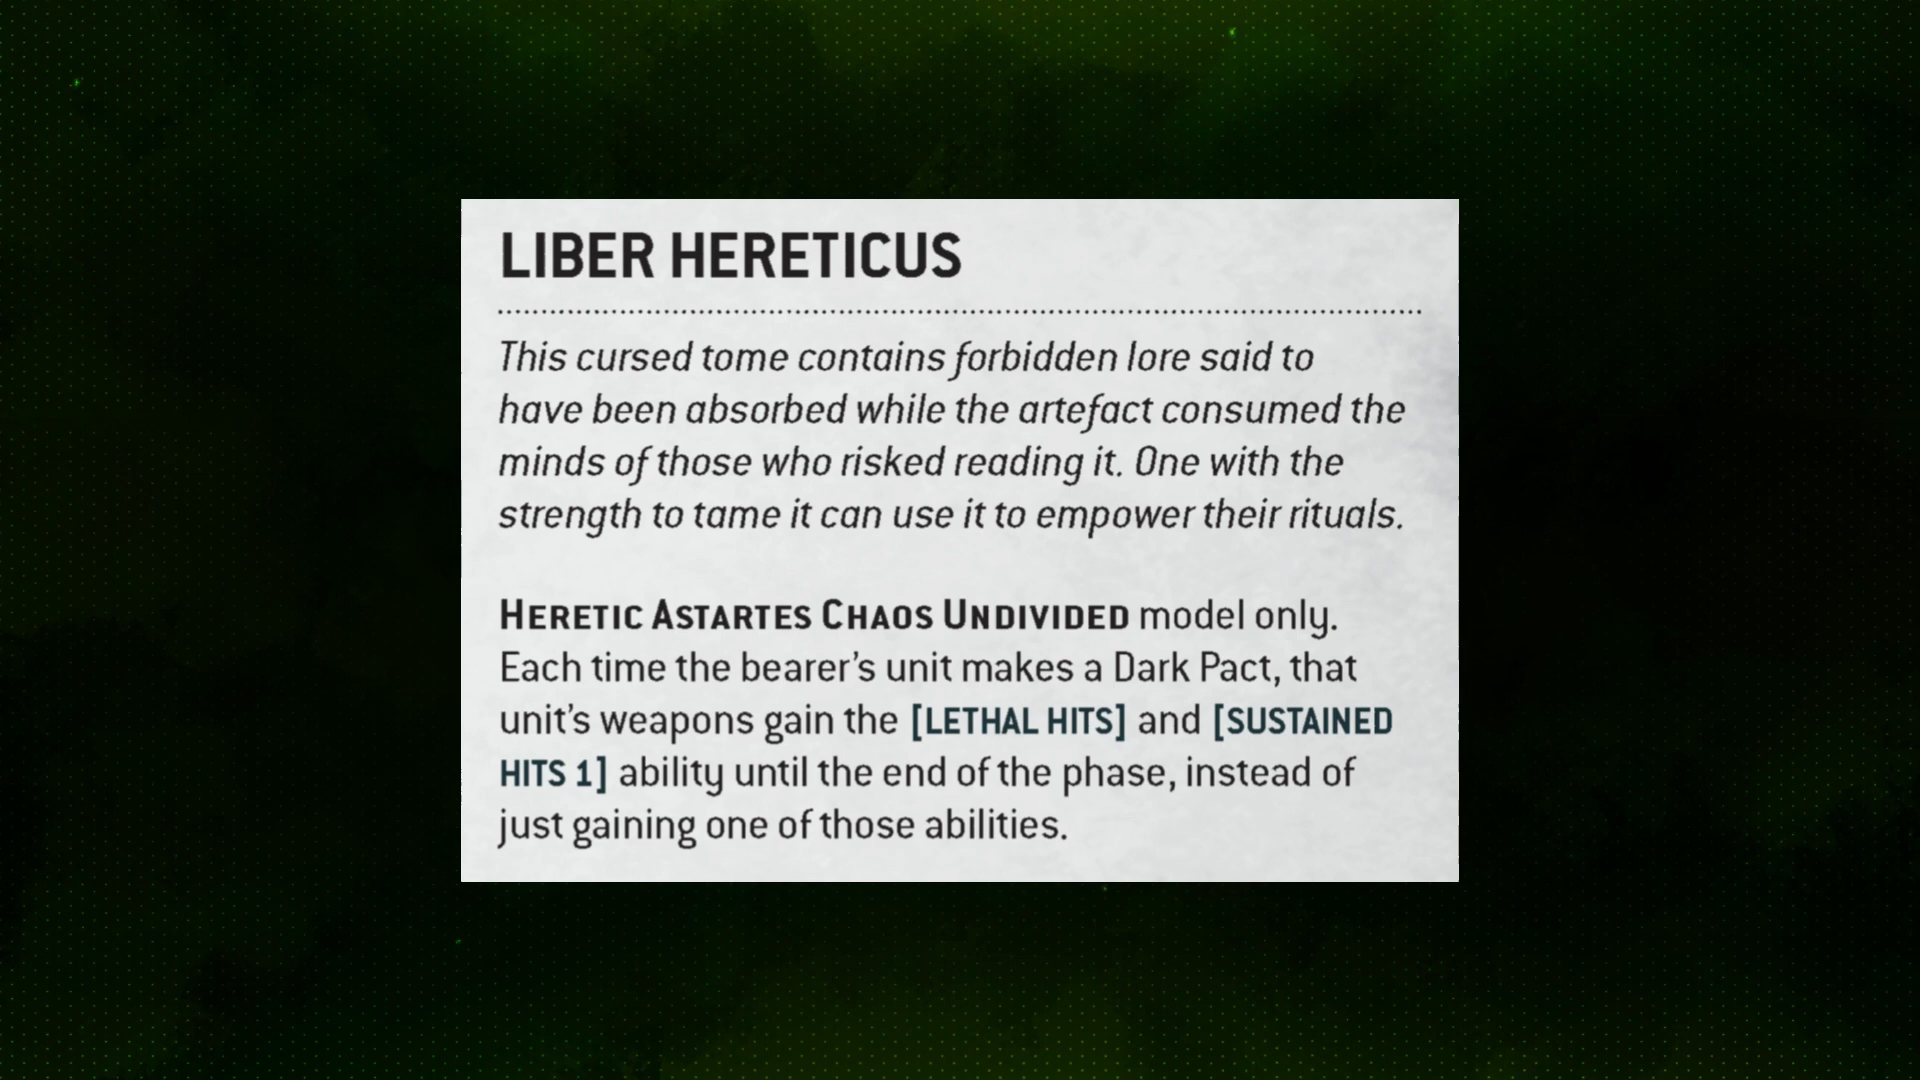 LIBER HERETICUS
This cursed tome contains forbidden lore said to
have been absorbed while the artefact consumed the
minds of those who risked reading it. One with the
strength to tame it can use it to empower their rituals.
HERETIC ASTARTES CHAOS UNDIVIDED model only.
Each time the bearer’s unit makes a Dark Pact, that
unit’s weapons gain the [LETHAL HITS] and [SUSTAINED
HITS 1] ability until the end of the phase, instead of
just gaining one of those abilities.